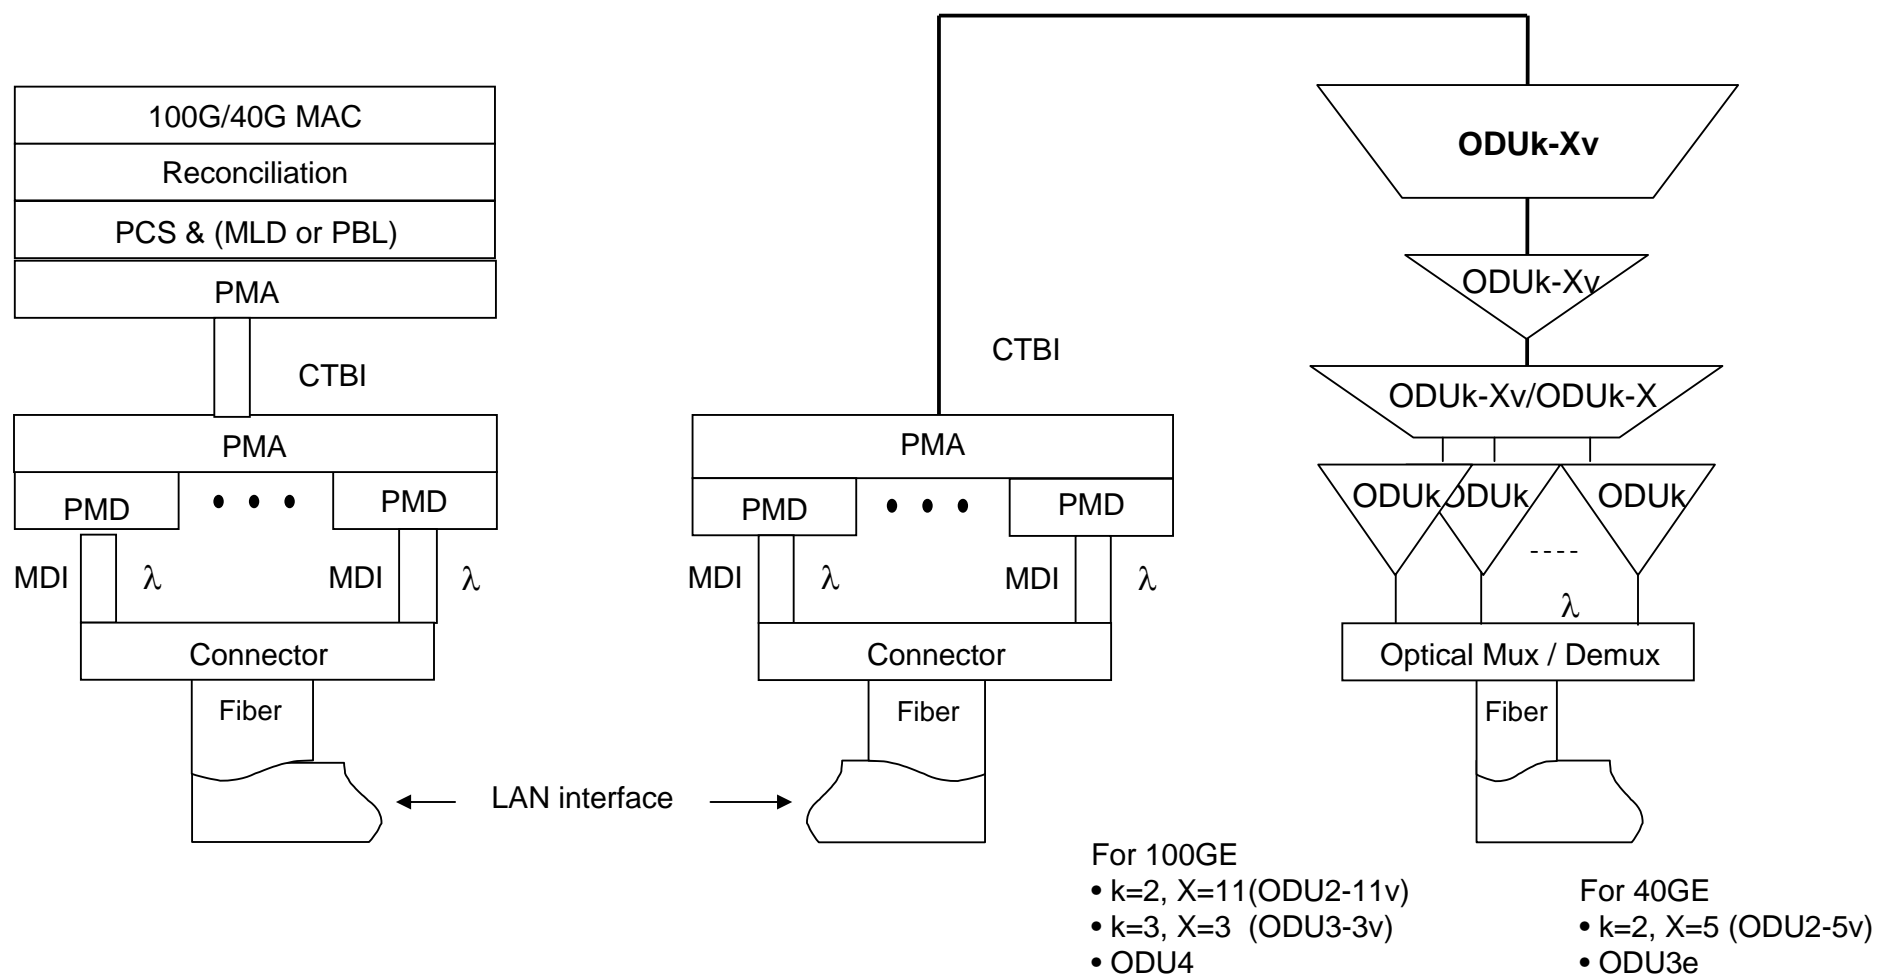 100G/40G MAC
Reconciliation
PCS & (MLD or PBL)
PMA
CTBI
PMA
PMD
• • •
PMD
MDI
λ
MDI
λ
Connector
Fiber
LAN interface
CTBI
PMA
PMD
• • •
PMD
MDI
λ
MDI
λ
Connector
Fiber
ODUk-Xv
ODUk-Xv
ODUk-Xv/ODUk-X
ODUk
ODUk
ODUk
----
λ
Optical Mux / Demux
Fiber
For 100GE
• k=2, X=11(ODU2-11v)
• k=3, X=3 (ODU3-3v)
• ODU4
For 40GE
• k=2, X=5 (ODU2-5v)
• ODU3e